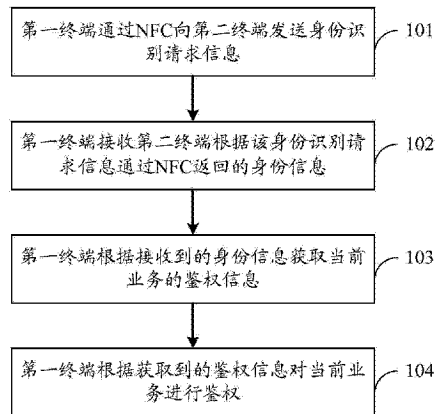 第一终端通过NFC向第二终端发送身份识
别请求信息
101
第一终端接收第二终端根据该身份识别请
求信息通过NFC返回的身份信息
102
第一终端根据接收到的身份信息获取当前
业务的鉴权信息
103
第一终端根据获取到的鉴权信息对当前业
务进行鉴权
104